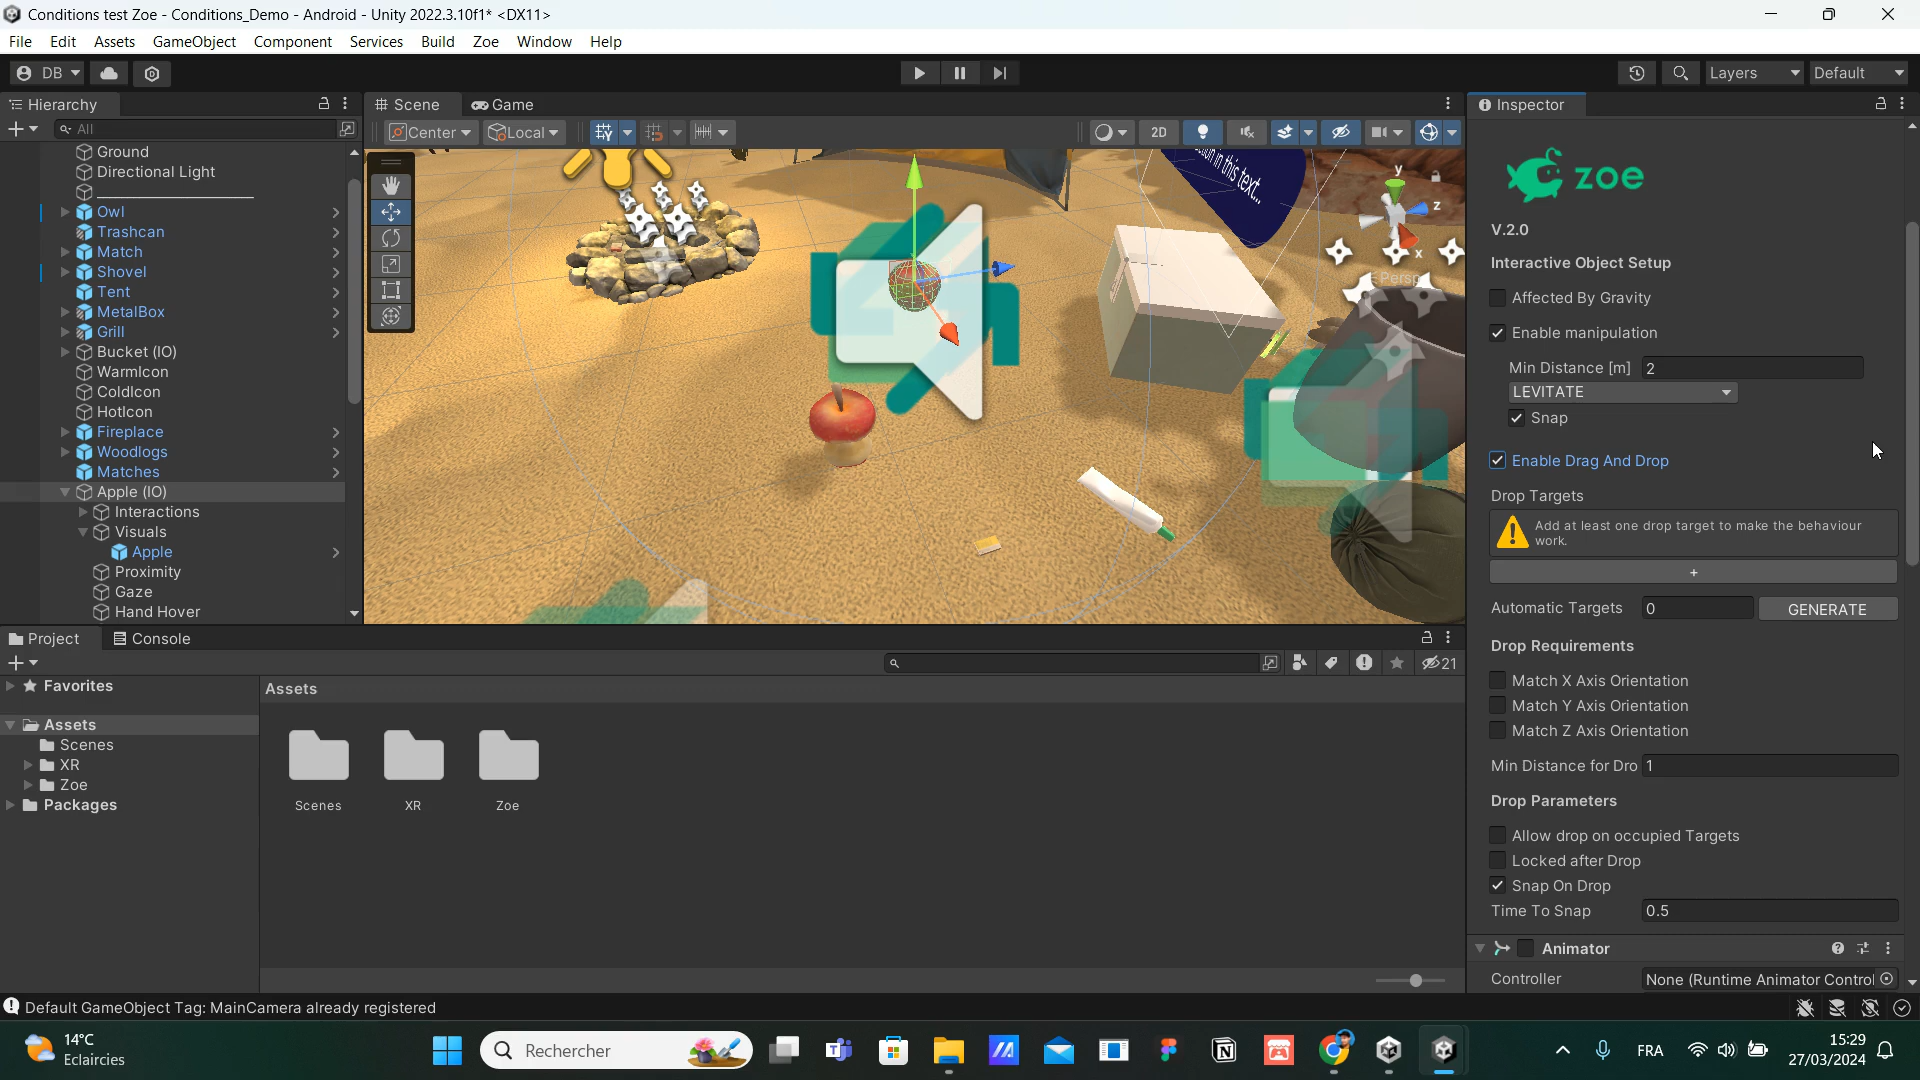 Conditions test Zoe - Conditions_Demo - Android - Unity 2022.3.10f1* <DX11>
File Edit Assets GameObject Component Services Build Zoe Window Help
DB Layers Default
Hierarchy
All
Ground
Directional Light
Owl
Trashcan
Match
Shovel
Tent
MetalBox
Grill
Bucket (IO)
WarmIcon
ColdIcon
HotIcon
Fireplace
Woodlogs
Matches
Apple (IO)
Interactions
Visuals
Apple
Proximity
Gaze
Hand Hover
Scene Game
Center Local 2D
ction in this text...
y
z
x
Persp
Inspector
zoe
V.2.0
Interactive Object Setup
Affected By Gravity
Enable manipulation
Min Distance [m] 2
LEVITATE
Snap
Enable Drag And Drop
Drop Targets
Add at least one drop target to make the behaviour
work.
+
Automatic Targets 0 GENERATE
Drop Requirements
Match X Axis Orientation
Match Y Axis Orientation
Match Z Axis Orientation
Min Distance for Dro 1
Drop Parameters
Allow drop on occupied Targets
Locked after Drop
Snap On Drop
Time To Snap 0.5
Animator
Controller None (Runtime Animator Control
Project Console
21
Favorites
Assets
Scenes
XR
Zoe
Packages
Assets
Scenes XR Zoe
Default GameObject Tag: MainCamera already registered
14°C
Eclaircies
Rechercher
FRA
15:29
27/03/2024